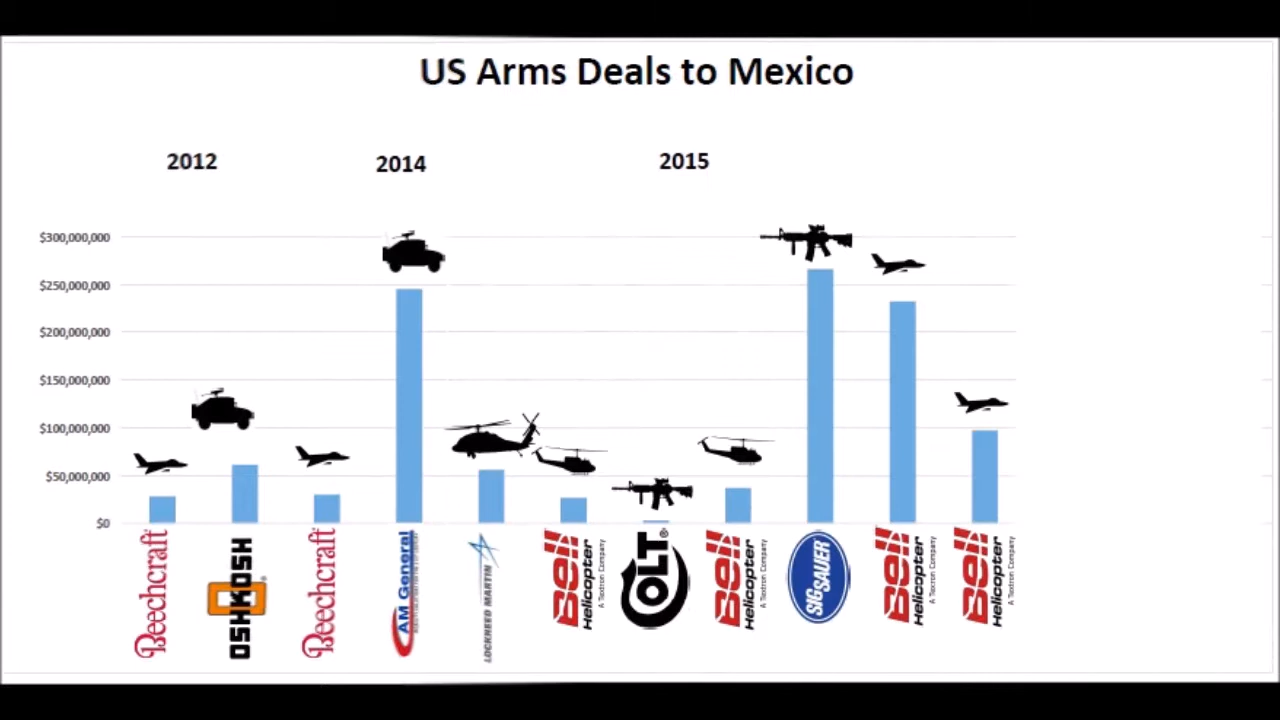 US Arms Deals to Mexico
2012
2014
2015
$300,000,000
$250,000,000
$200,000,000
$150,000,000
$100,000,000
$50,000,000
$0
Beechcraft
OSHKOSH
®
Beechcraft
AM General
LOCKHEED MARTIN
Bell
Helicopter
A Textron Company
COLT
®
Bell
Helicopter
A Textron Company
SIG SAUER
Bell
Helicopter
A Textron Company
Bell
Helicopter
A Textron Company